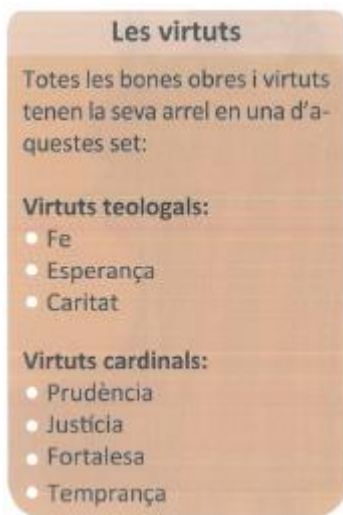 Les virtuts
Totes les bones obres i virtuts
tenen la seva arrel en una d'a-
questes set:
Virtuts teologals:
Fe
Esperança
Caritat
Virtuts cardinals:
Prudència
Justícia
Fortalesa
Temprança